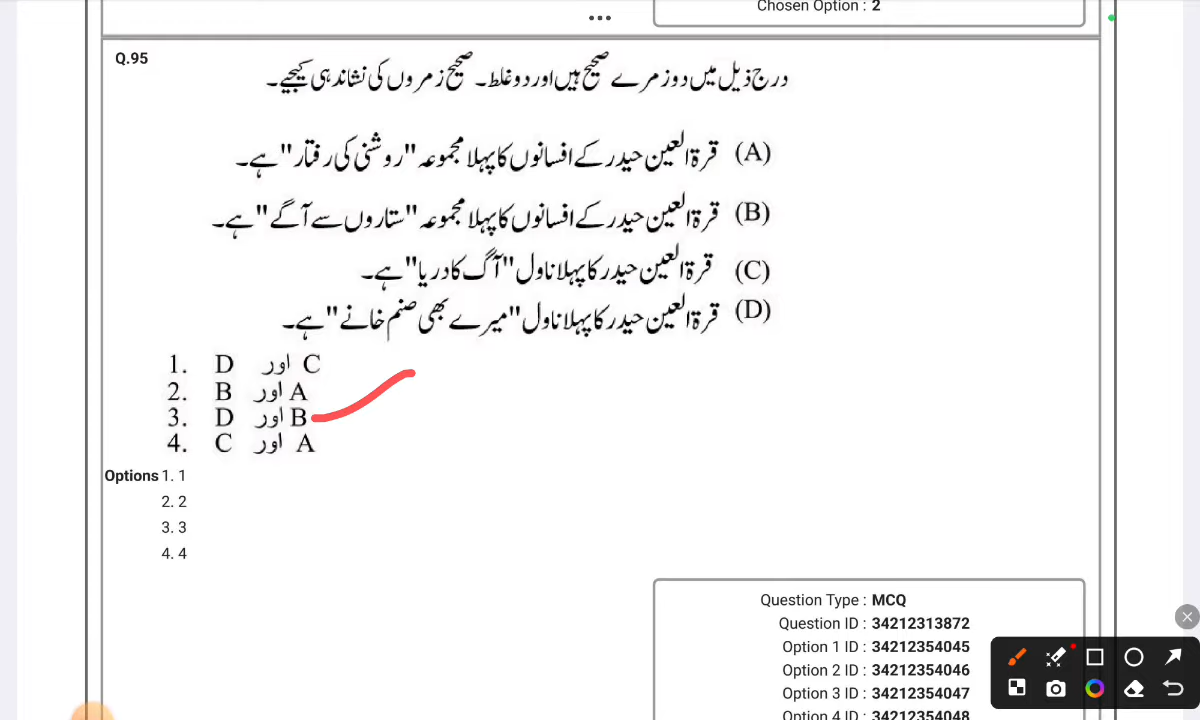 Chosen Option : 2
Q.95
درج ذیل میں دو زمرے صحیح ہیں اور دو غلط۔ صحیح زمروں کی نشاندہی کیجیے۔
(A) قرۃ العین حیدر کے افسانوں کا پہلا مجموعہ "روشنی کی رفتار" ہے۔
(B) قرۃ العین حیدر کے افسانوں کا پہلا مجموعہ "ستاروں سے آگے" ہے۔
(C) قرۃ العین حیدر کا پہلا ناول "آگ کا دریا" ہے۔
(D) قرۃ العین حیدر کا پہلا ناول "میرے بھی صنم خانے" ہے۔
1. D اور C
2. B اور A
3. D اور B
4. C اور A
Options 1. 1
2. 2
3. 3
4. 4
Question Type : MCQ
Question ID : 34212313872
Option 1 ID : 34212354045
Option 2 ID : 34212354046
Option 3 ID : 34212354047
Option 4 ID : 34212354048